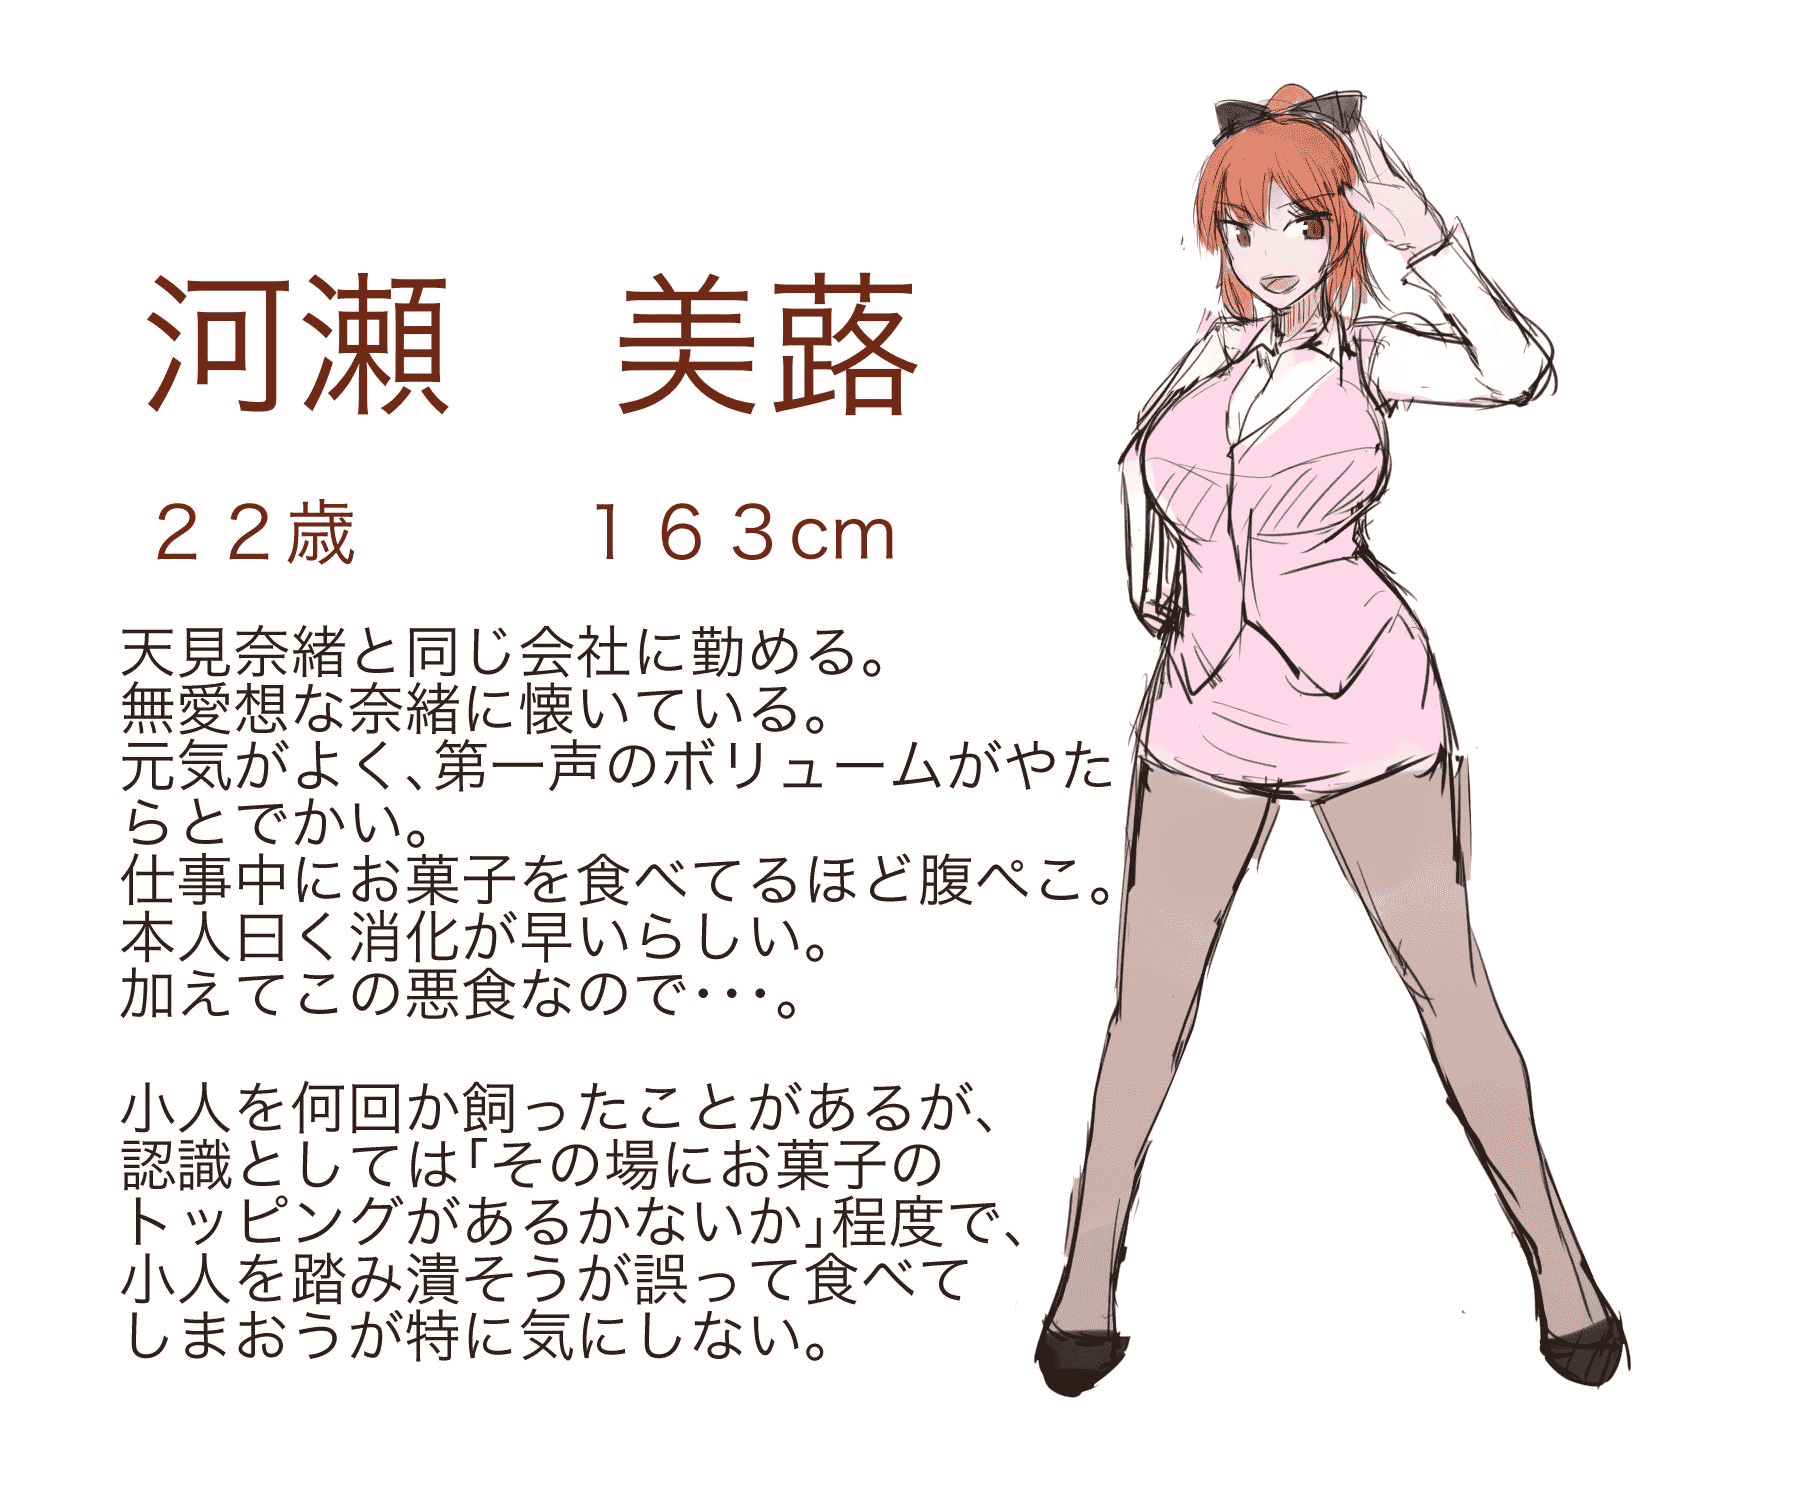 河瀬　美蕗
２２歳　１６３cm
天見奈緒と同じ会社に勤める。
無愛想な奈緒に懐いている。
元気がよく、第一声のボリュームがやた
らとでかい。
仕事中にお菓子を食べてるほど腹ぺこ。
本人曰く消化が早いらしい。
加えてこの悪食なので･･･。
小人を何回か飼ったことがあるが、
認識としては「その場にお菓子の
トッピングがあるかないか」程度で、
小人を踏み潰そうが誤って食べて
しまおうが特に気にしない。